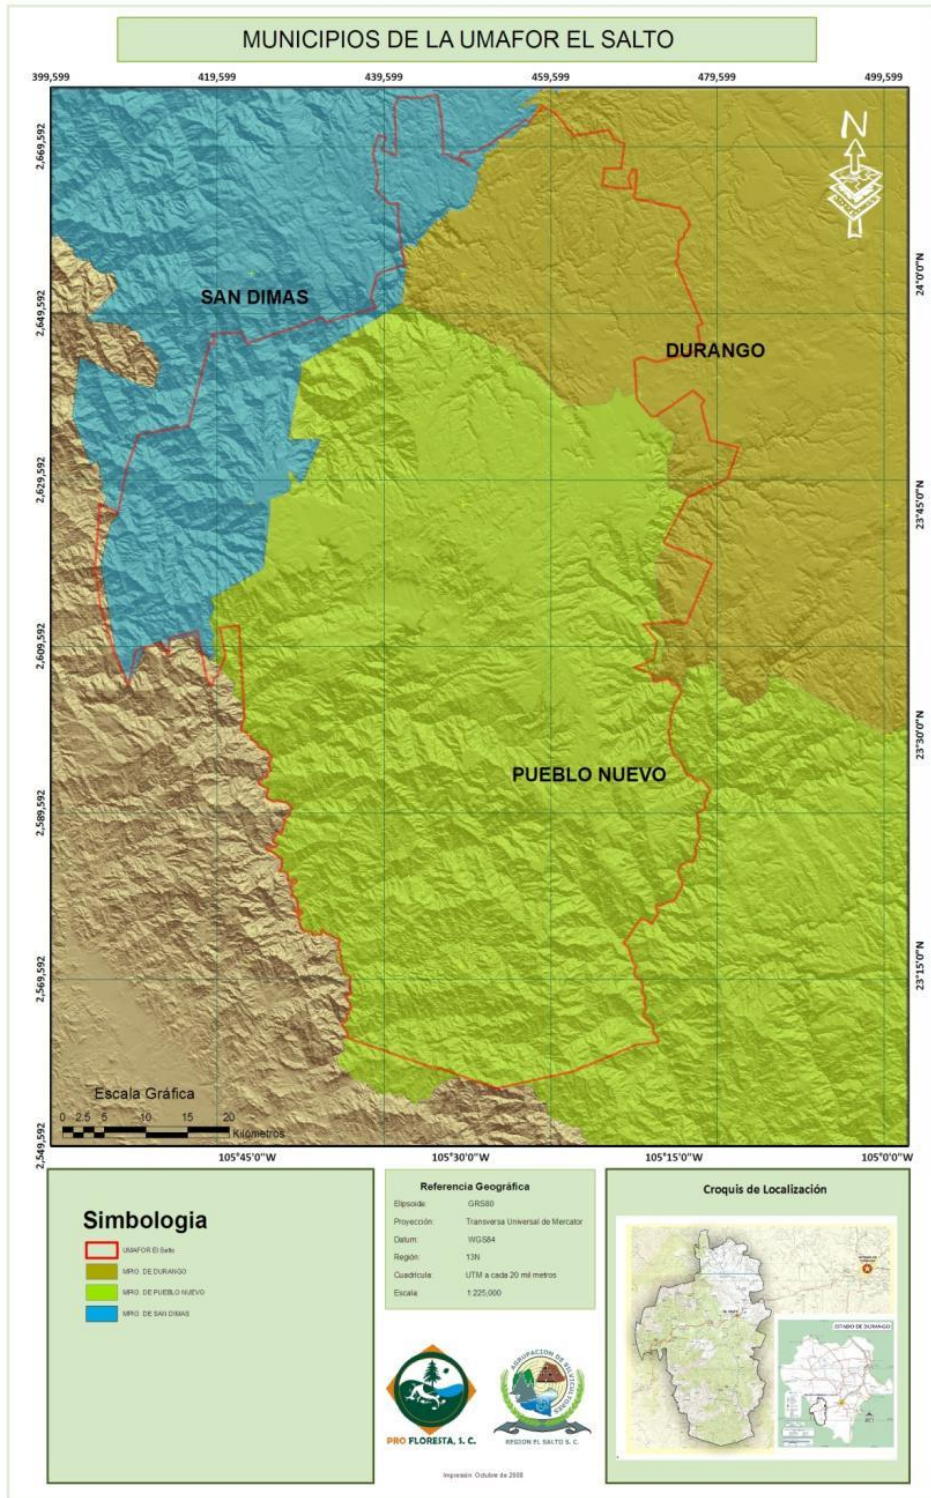 MUNICIPIOS DE LA UMAFOR EL SALTO
399,599 419,599 439,599 459,599 479,599 499,599
2,669,592
N
24°0'0"N
SAN DIMAS
2,649,592
DURANGO
2,629,592
23°45'0"N
2,609,592
23°30'0"N
PUEBLO NUEVO
2,589,592
2,569,592
23°15'0"N
Escala Gráfica
0 2.5 5 10 15 20
Kilómetros
2,549,592
105°45'0"W 105°30'0"W 105°15'0"W 105°0'0"W
Simbologia
UMAFOR El Salto
MPIO. DE DURANGO
MPIO. DE PUEBLO NUEVO
MPIO. DE SAN DIMAS
Referencia Geográfica
Elipsoide: GRS80
Proyección: Transversa Universal de Mercator
Datum: WGS84
Región: 13N
Cuadrícula: UTM a cada 20 mil metros
Escala: 1:225,000
PRO FLORESTA, S. C.
AGRUPACION DE SILVICULTORES
REGION EL SALTO S. C.
Impresión: Octubre de 2008
Croquis de Localización
ESTADO DE DURANGO